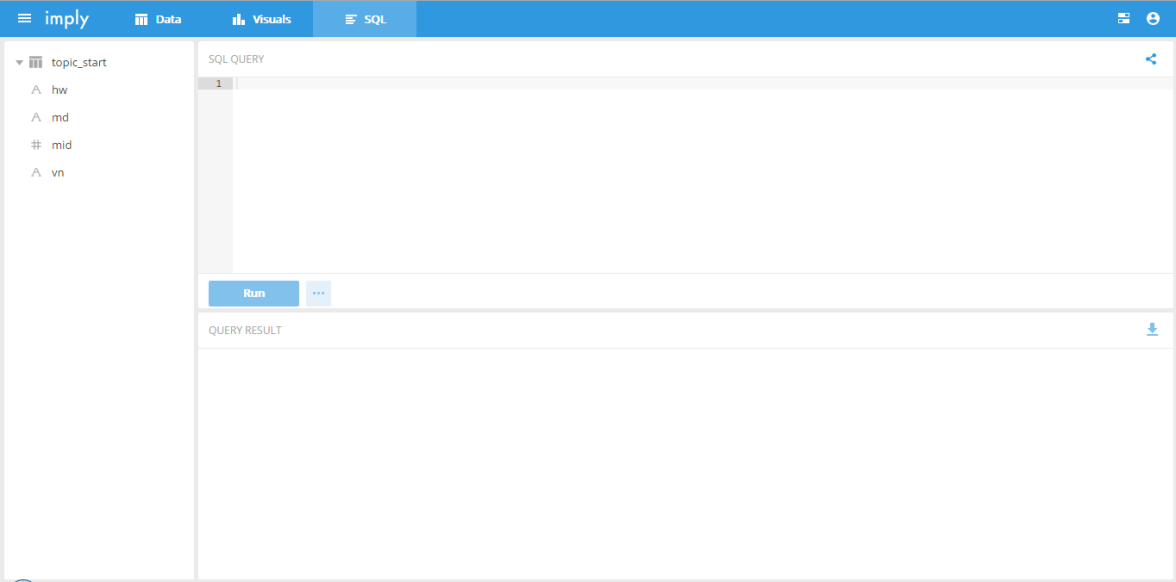 imply Data Visuals SQL
topic_start
hw
md
mid
vn
SQL QUERY
1
Run
QUERY RESULT